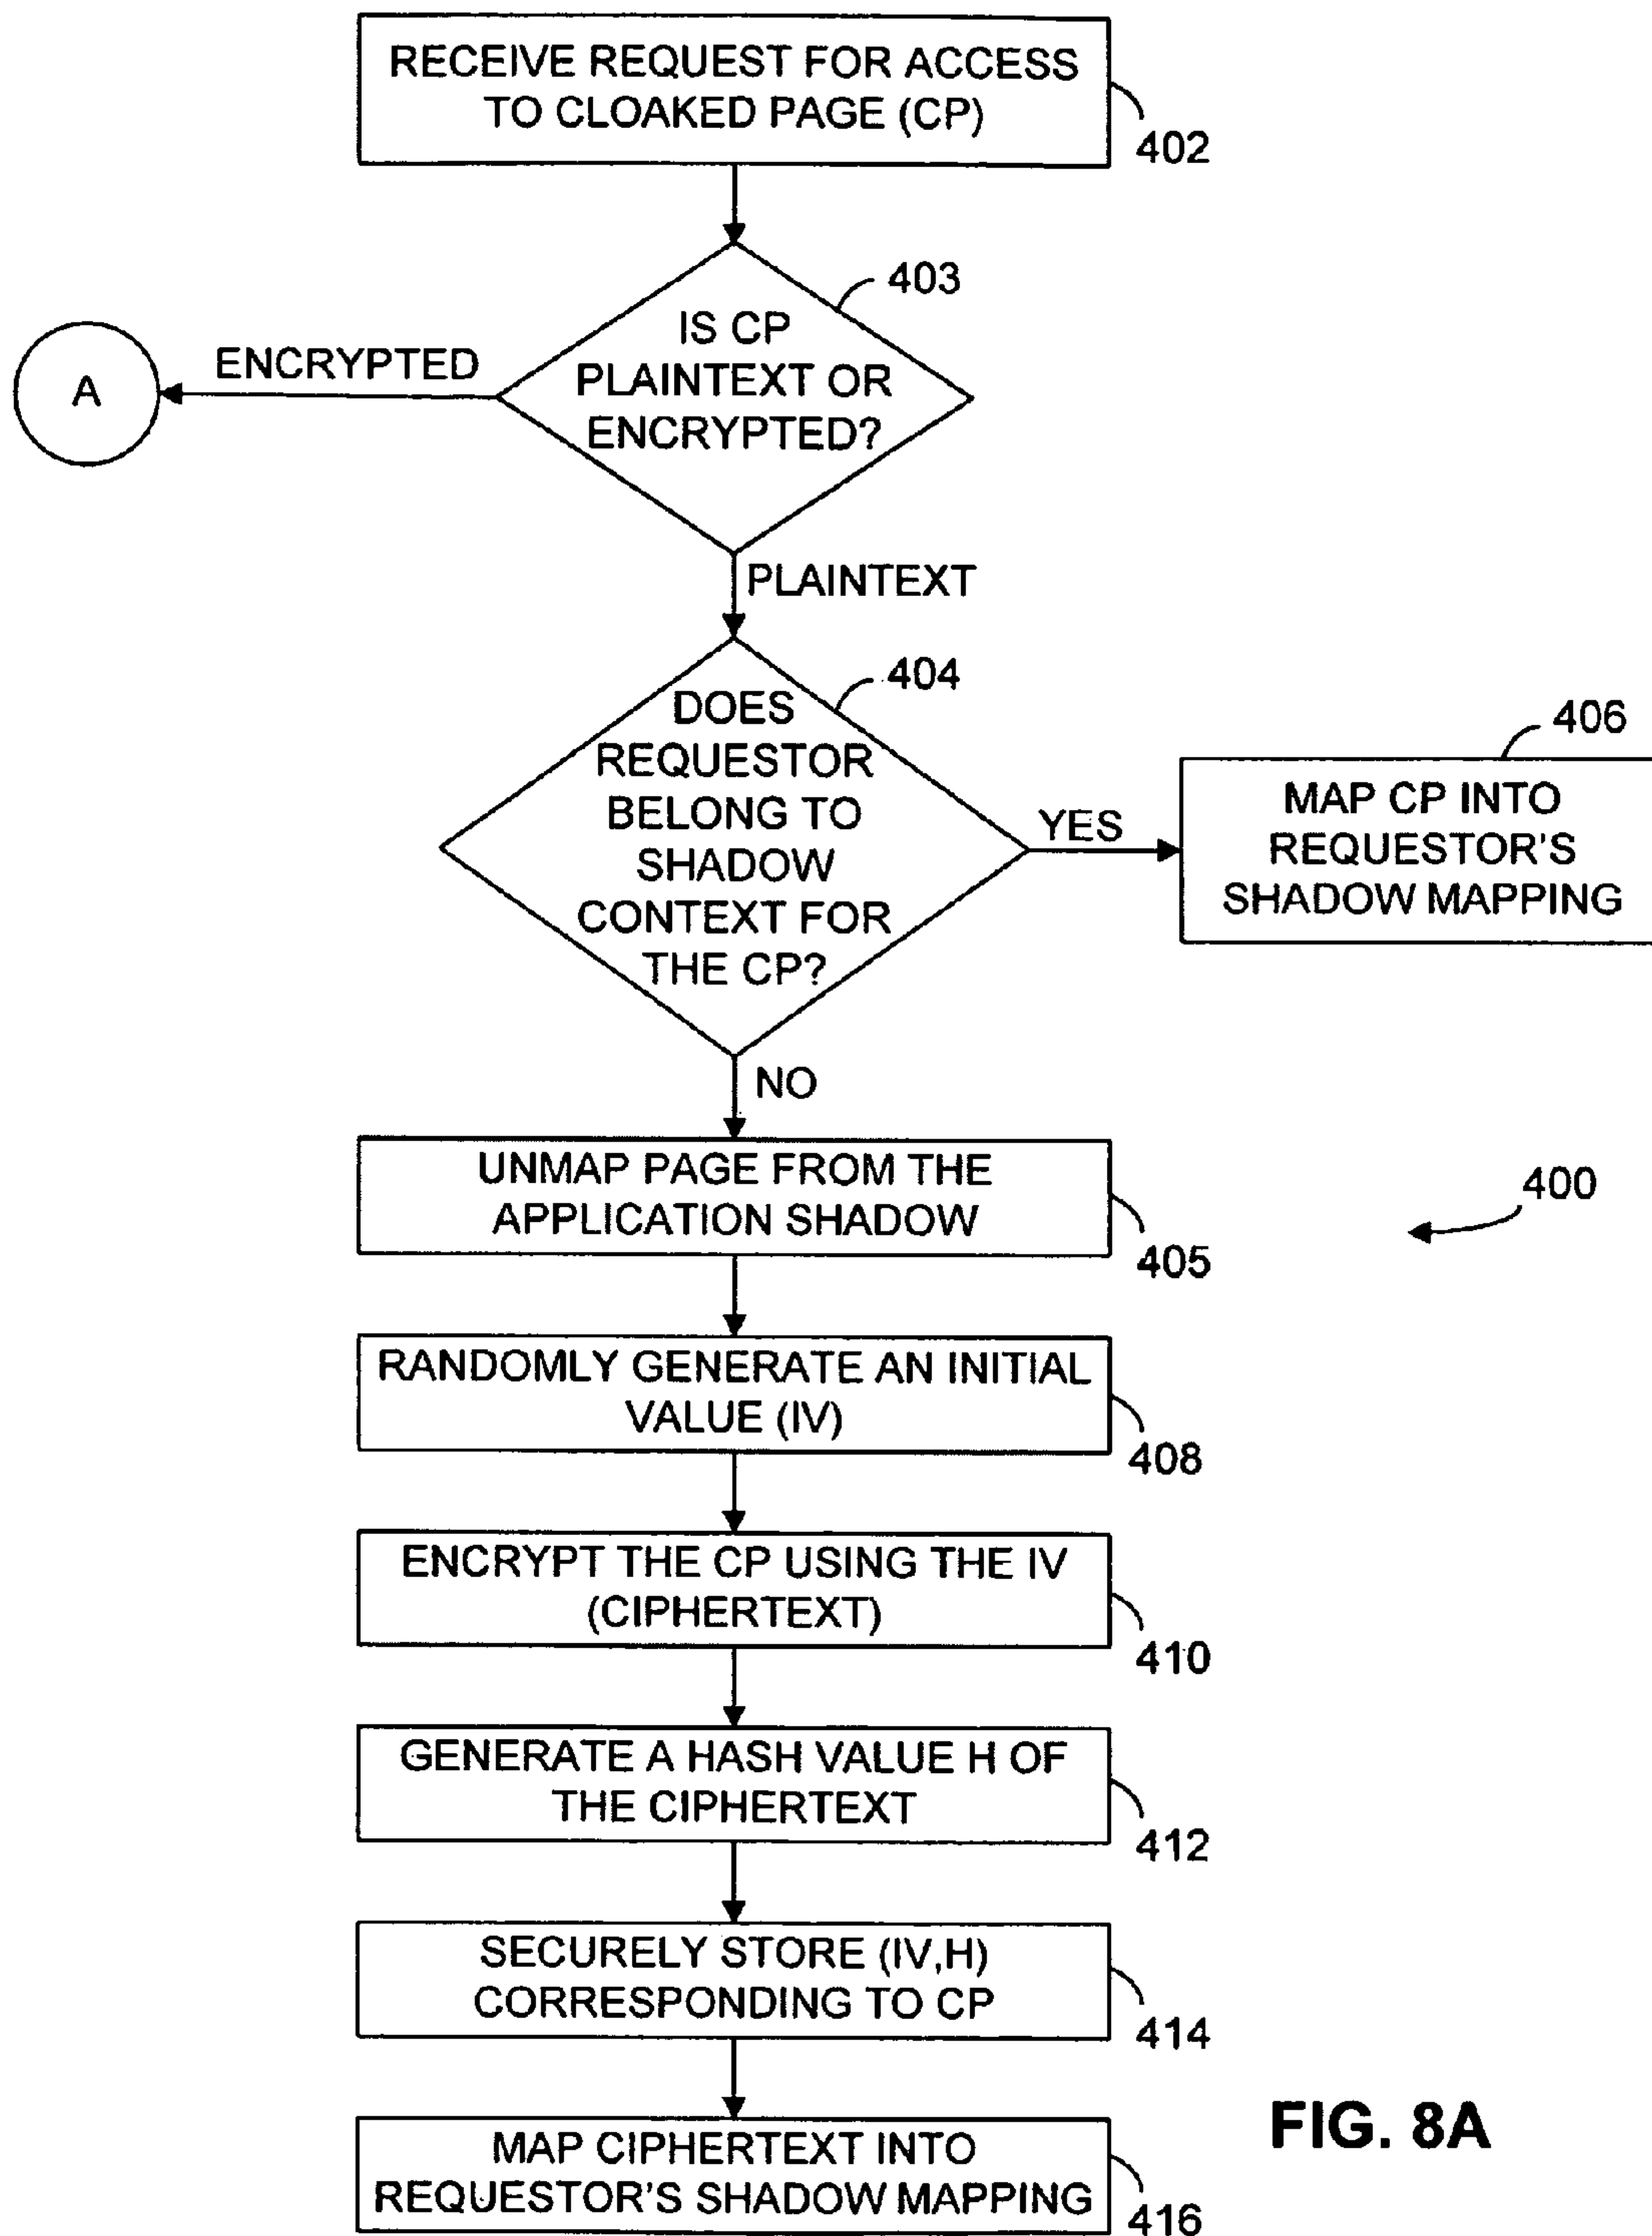 RECEIVE REQUEST FOR ACCESS
TO CLOAKED PAGE (CP)
402
403
IS CP
PLAINTEXT OR
ENCRYPTED?
ENCRYPTED
A
PLAINTEXT
404
DOES
REQUESTOR
BELONG TO
SHADOW
CONTEXT FOR
THE CP?
YES
406
MAP CP INTO
REQUESTOR'S
SHADOW MAPPING
NO
UNMAP PAGE FROM THE
APPLICATION SHADOW
405
400
RANDOMLY GENERATE AN INITIAL
VALUE (IV)
408
ENCRYPT THE CP USING THE IV
(CIPHERTEXT)
410
GENERATE A HASH VALUE H OF
THE CIPHERTEXT
412
SECURELY STORE (IV,H)
CORRESPONDING TO CP
414
MAP CIPHERTEXT INTO
REQUESTOR'S SHADOW MAPPING
416
FIG. 8A